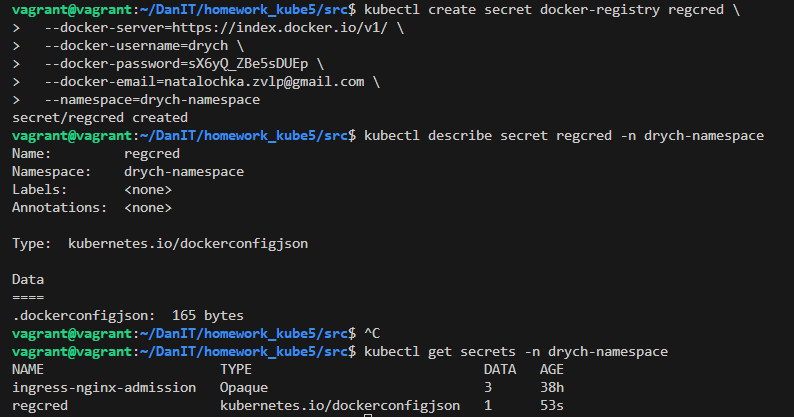 vagrant@vagrant:~/DanIT/homework_kube5/src$ kubectl create secret docker-registry regcred \
>   --docker-server=https://index.docker.io/v1/ \
>   --docker-username=drych \
>   --docker-password=sX6yQ_ZBe5sDUEp \
>   --docker-email=natalochka.zvlp@gmail.com \
>   --namespace=drych-namespace
secret/regcred created
vagrant@vagrant:~/DanIT/homework_kube5/src$ kubectl describe secret regcred -n drych-namespace
Name:         regcred
Namespace:    drych-namespace
Labels:       <none>
Annotations:  <none>

Type:  kubernetes.io/dockerconfigjson

Data
====
.dockerconfigjson:  165 bytes
vagrant@vagrant:~/DanIT/homework_kube5/src$ ^C
vagrant@vagrant:~/DanIT/homework_kube5/src$ kubectl get secrets -n drych-namespace
NAME                      TYPE                             DATA   AGE
ingress-nginx-admission   Opaque                           3      38h
regcred                   kubernetes.io/dockerconfigjson   1      53s